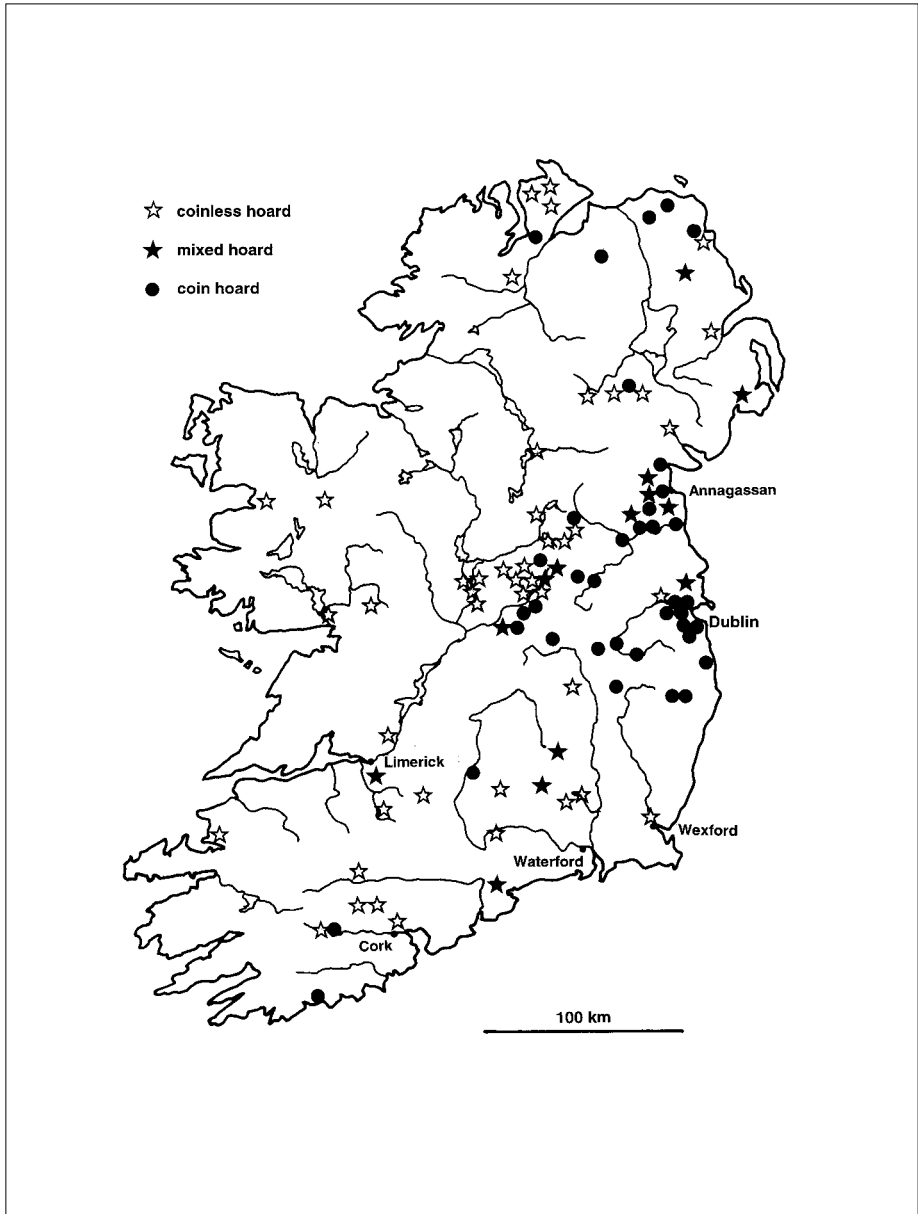 coinless hoard
mixed hoard
coin hoard
Annagassan
Dublin
Limerick
Wexford
Waterford
Cork
100 km